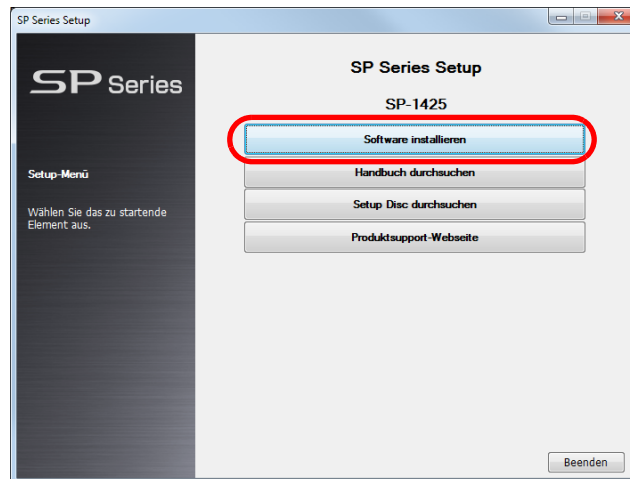 SP Series Setup
SP Series
Setup-Menü
Wählen Sie das zu startende
Element aus.
SP Series Setup
SP-1425
Software installieren
Handbuch durchsuchen
Setup Disc durchsuchen
Produktsupport-Webseite
Beenden